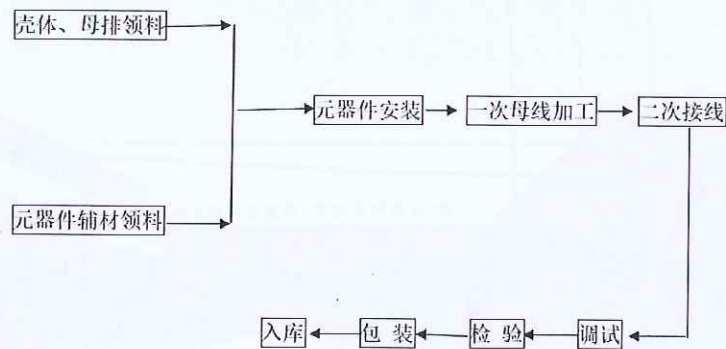 壳体、母排领料
元器件安装
一次母线加工
二次接线
元器件辅材领料
入库
包 装
检 验
调试